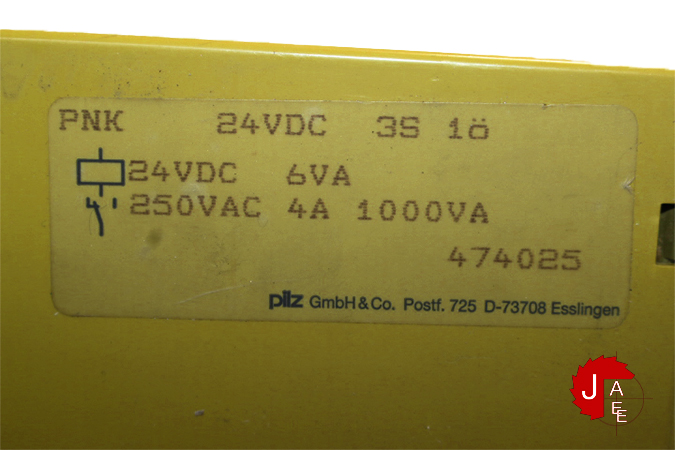 PNK 24VDC 3S 1ö
24VDC 6VA
250VAC 4A 1000VA
474025
pilz GmbH & Co. Postf. 725 D-73708 Esslingen
J
A
E
E